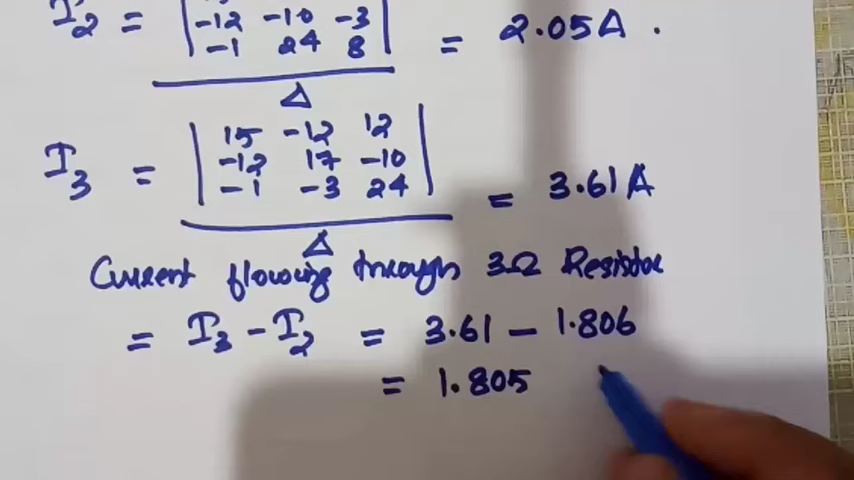 I2 = | -12 -10 -3 |
| -1 24 8 | = 2.05A.
Δ
| 15 -12 12 |
I3 = | -12 17 -10 |
| -1 -3 24 | = 3.61A
Δ
Current flowing through 3Ω Resistor
= I3 - I2 = 3.61 - 1.806
= 1.805